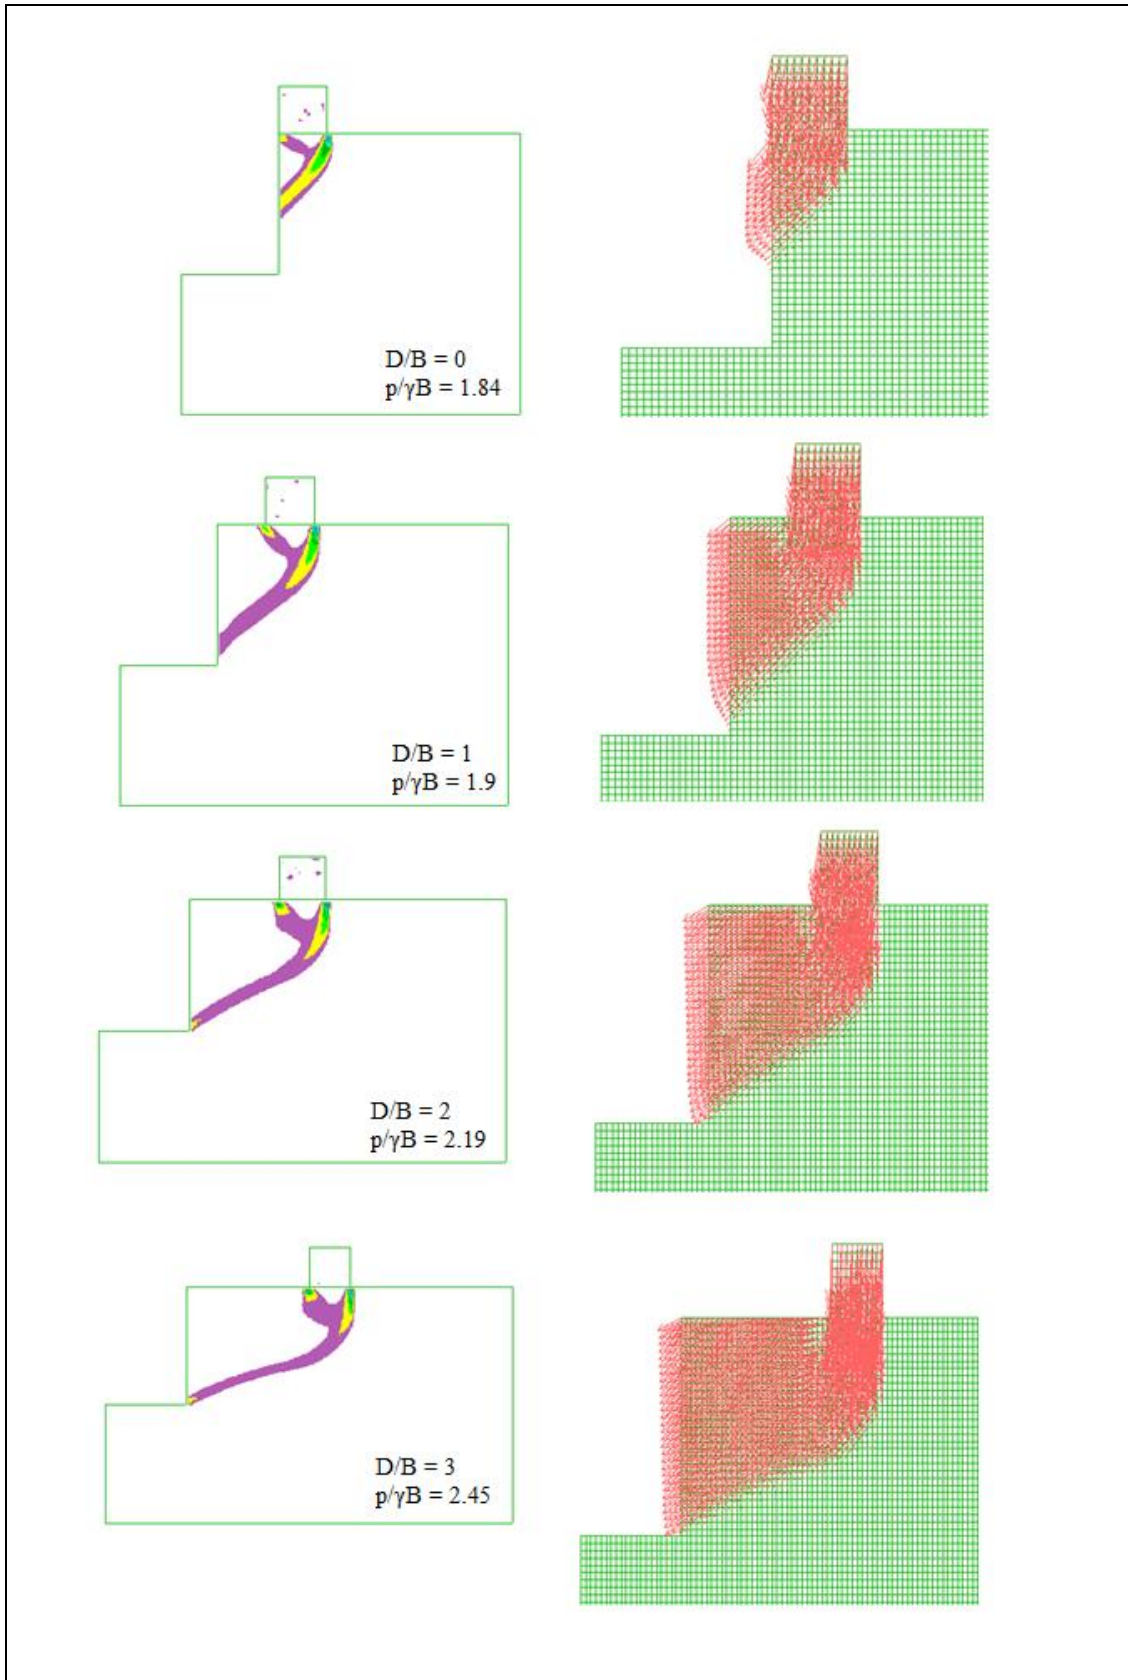 D/B = 0
p/γB = 1.84
D/B = 1
p/γB = 1.9
D/B = 2
p/γB = 2.19
D/B = 3
p/γB = 2.45